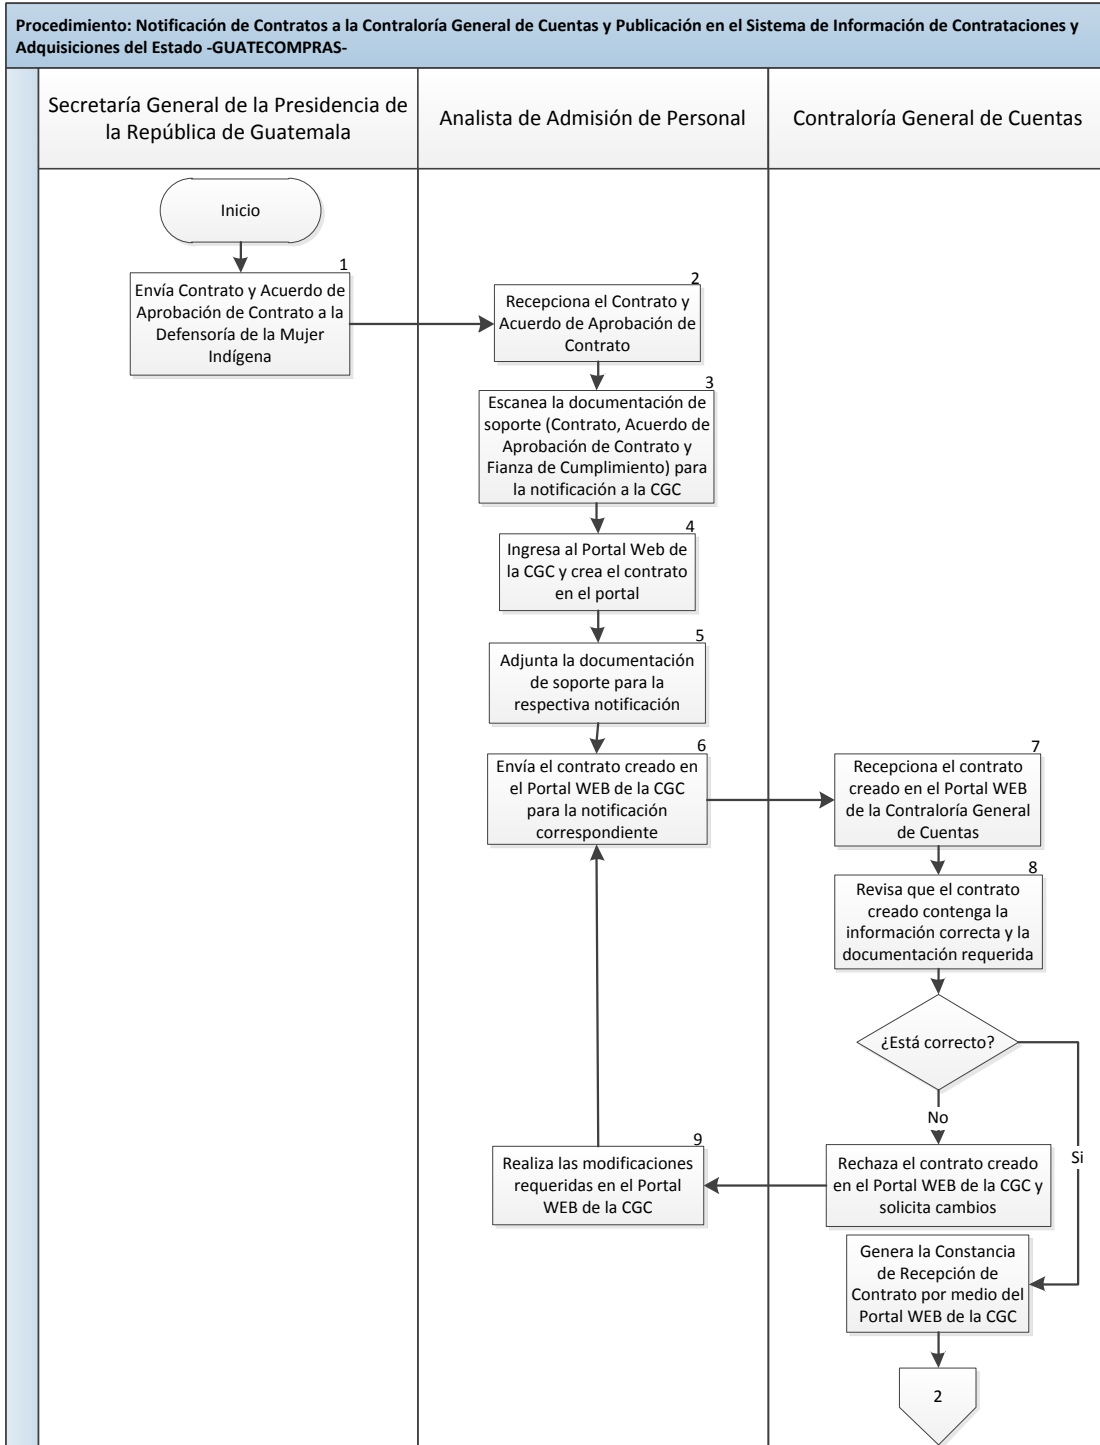 Procedimiento: Notificación de Contratos a la Contraloría General de Cuentas y Publicación en el Sistema de Información de Contrataciones y
Adquisiciones del Estado -GUATECOMPRAS-
Secretaría General de la Presidencia de
la República de Guatemala
Analista de Admisión de Personal
Contraloría General de Cuentas
Inicio
1
Envía Contrato y Acuerdo de
Aprobación de Contrato a la
Defensoría de la Mujer
Indígena
2
Recepciona el Contrato y
Acuerdo de Aprobación de
Contrato
3
Escanea la documentación de
soporte (Contrato, Acuerdo de
Aprobación de Contrato y
Fianza de Cumplimiento) para
la notificación a la CGC
4
Ingresa al Portal Web de
la CGC y crea el contrato
en el portal
5
Adjunta la documentación
de soporte para la
respectiva notificación
6
Envía el contrato creado en
el Portal WEB de la CGC
para la notificación
correspondiente
7
Recepciona el contrato
creado en el Portal WEB
de la Contraloría General
de Cuentas
8
Revisa que el contrato
creado contenga la
información correcta y la
documentación requerida
¿Está correcto?
No
Si
Rechaza el contrato creado
en el Portal WEB de la CGC y
solicita cambios
9
Realiza las modificaciones
requeridas en el Portal
WEB de la CGC
Genera la Constancia
de Recepción de
Contrato por medio del
Portal WEB de la CGC
2